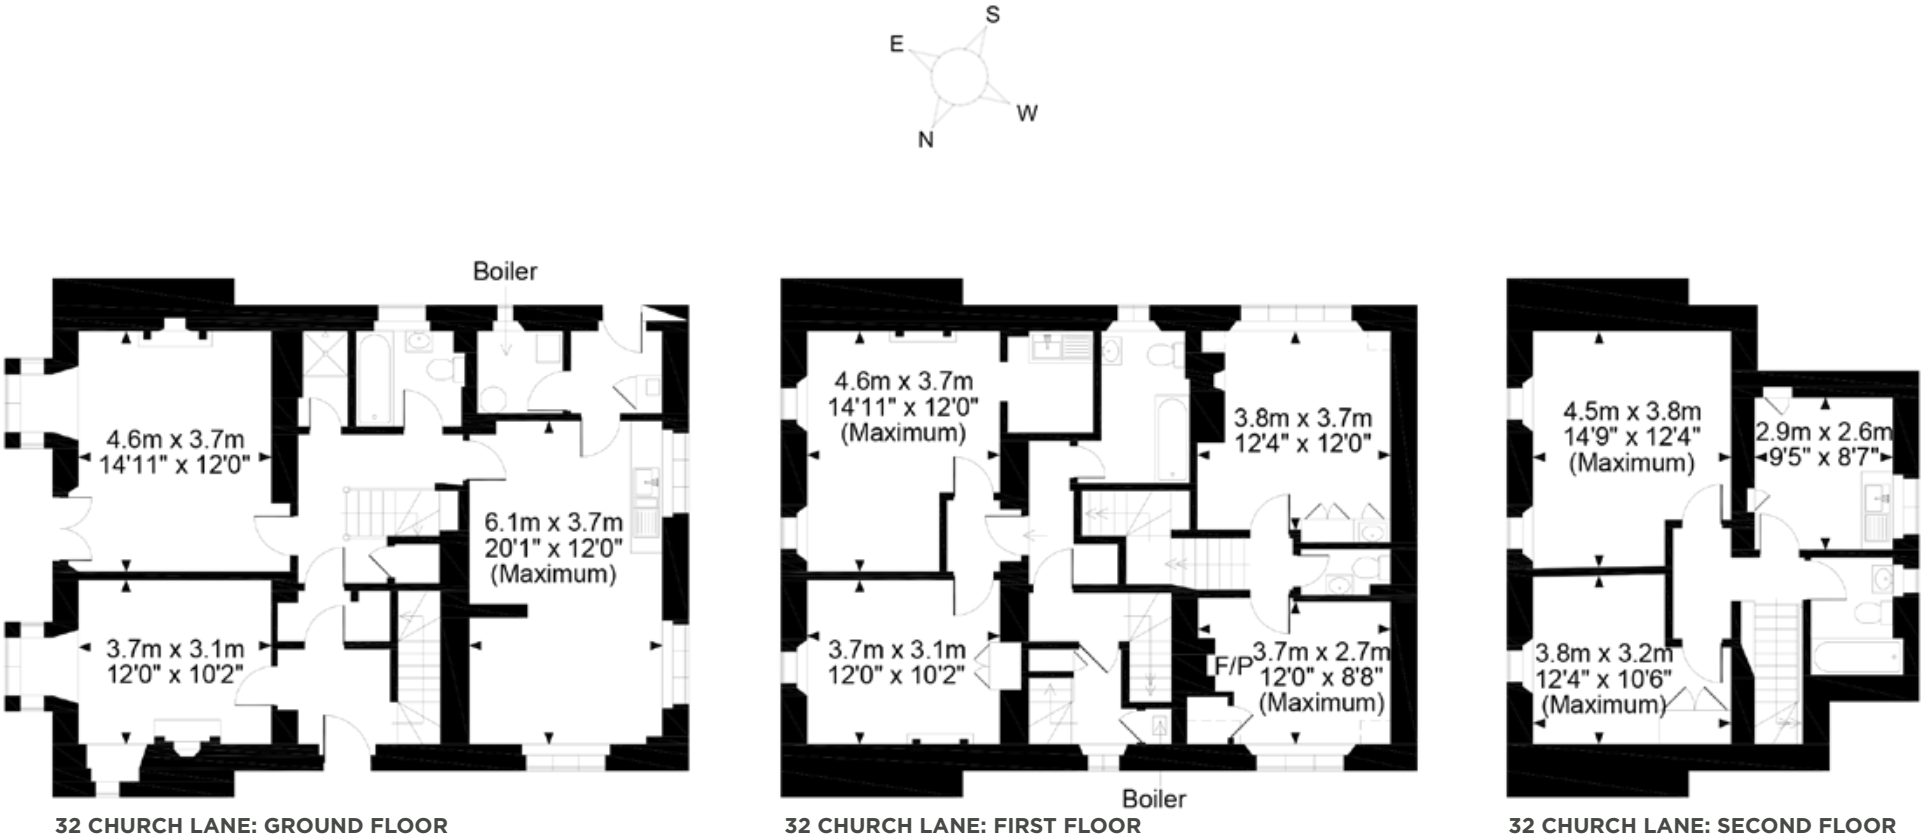 S
E
W
N
Boiler
4.6m x 3.7m
14'11" x 12'0"
6.1m x 3.7m
20'1" x 12'0"
(Maximum)
3.7m x 3.1m
12'0" x 10'2"
32 CHURCH LANE: GROUND FLOOR
4.6m x 3.7m
14'11" x 12'0"
(Maximum)
3.8m x 3.7m
12'4" x 12'0"
3.7m x 3.1m
12'0" x 10'2"
F/P
3.7m x 2.7m
12'0" x 8'8"
(Maximum)
Boiler
32 CHURCH LANE: FIRST FLOOR
4.5m x 3.8m
14'9" x 12'4"
(Maximum)
2.9m x 2.6m
9'5" x 8'7"
3.8m x 3.2m
12'4" x 10'6"
(Maximum)
32 CHURCH LANE: SECOND FLOOR